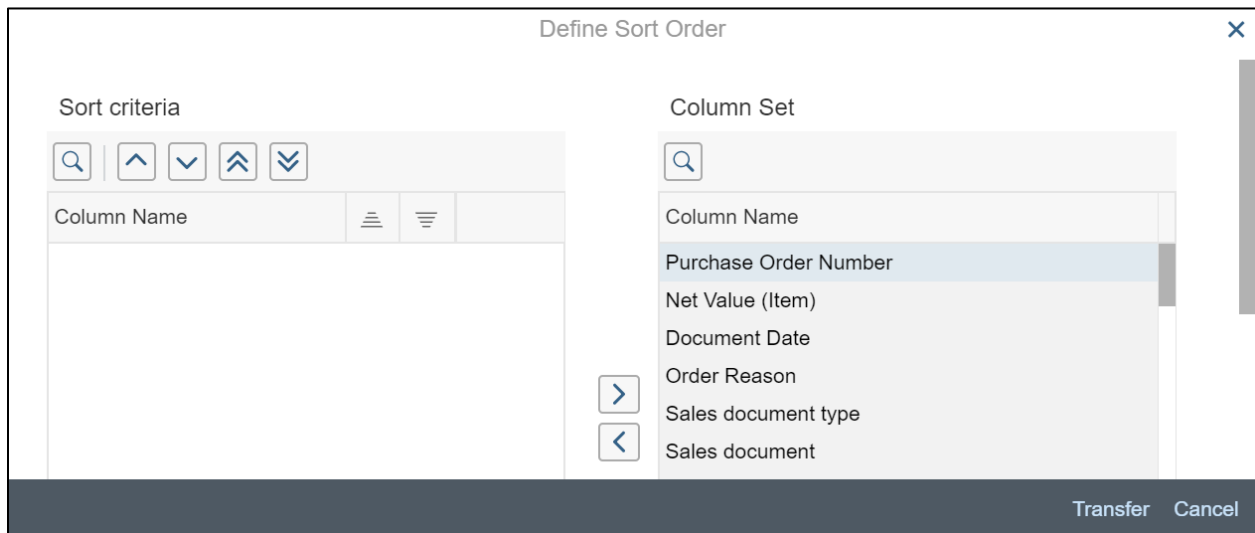 Define Sort Order
Sort criteria
Column Set
Column Name
Column Name
Purchase Order Number
Net Value (Item)
Document Date
Order Reason
Sales document type
Sales document
Transfer Cancel